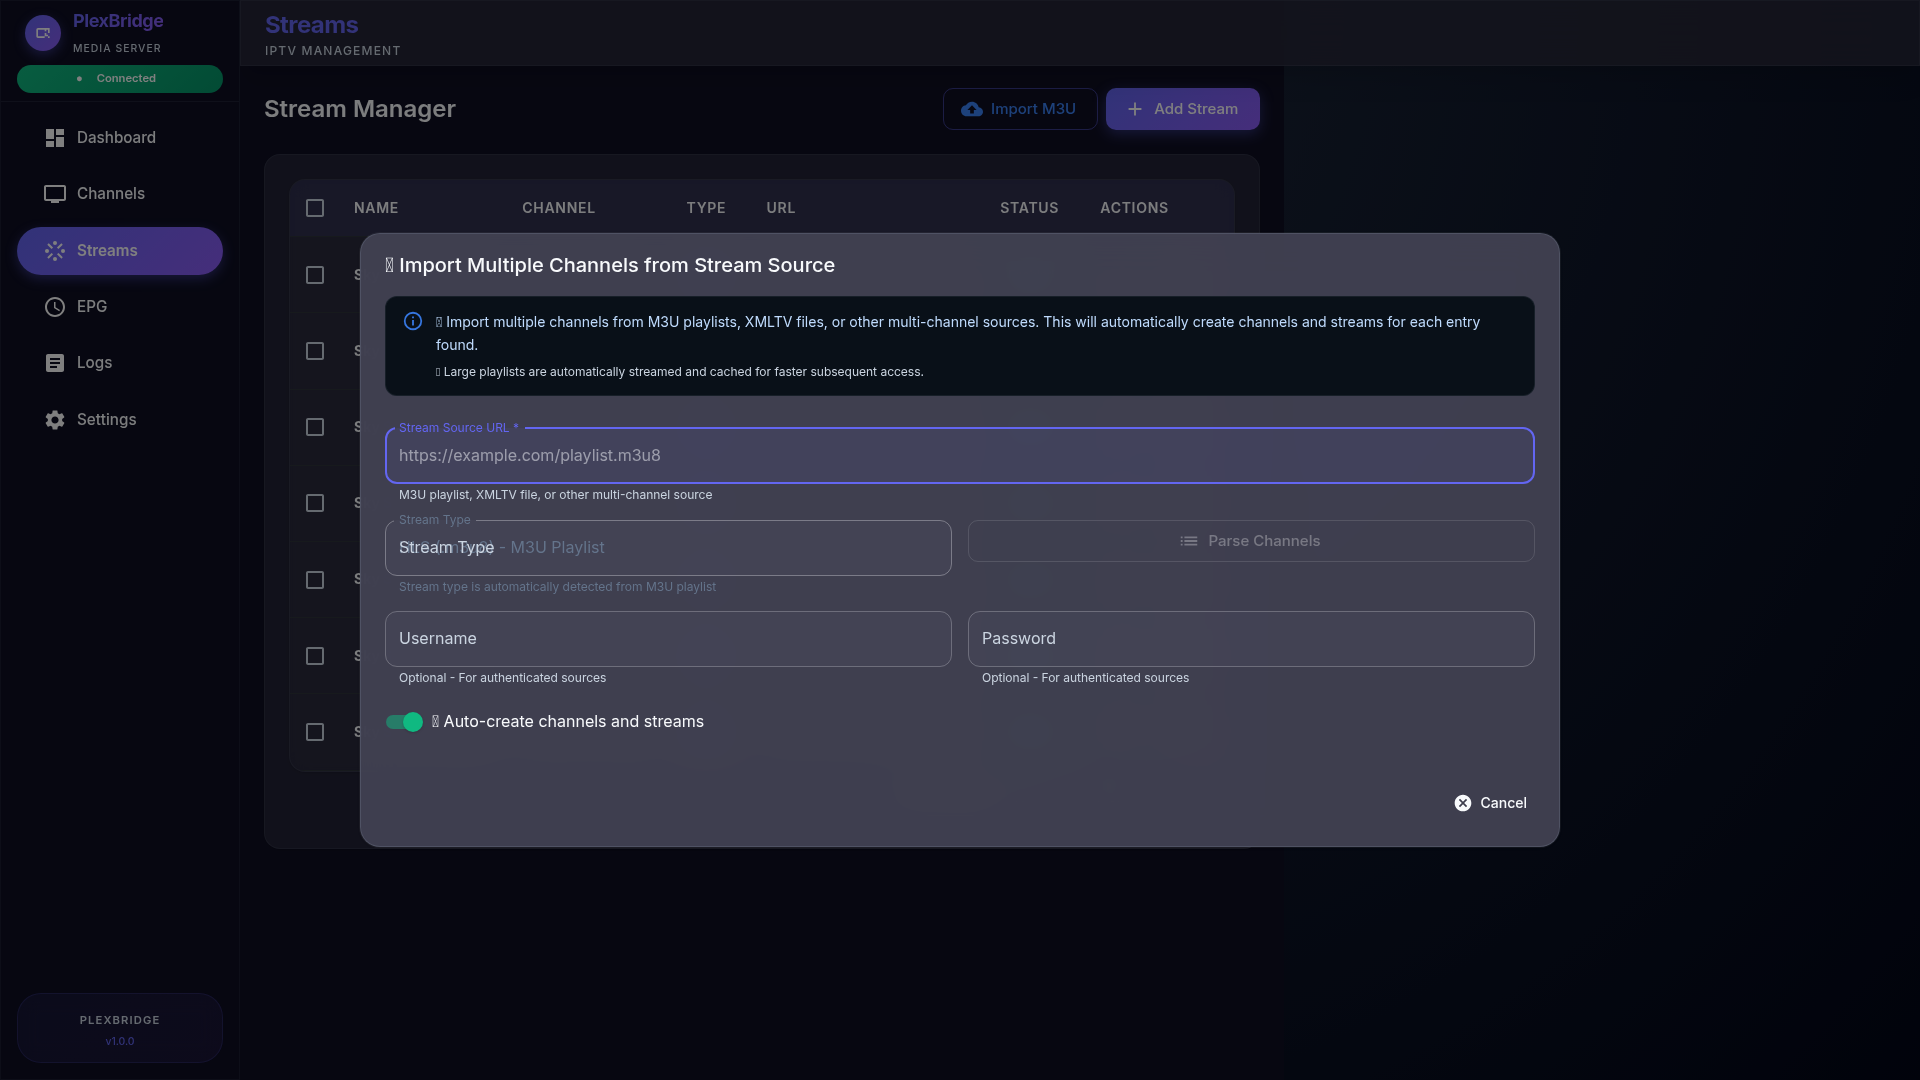 PlexBridge
MEDIA SERVER
Connected
Dashboard
Channels
Streams
EPG
Logs
Settings
PLEXBRIDGE
v1.0.0
Streams
IPTV MANAGEMENT
Stream Manager
Import M3U
Add Stream
NAME CHANNEL TYPE URL STATUS ACTIONS
Import Multiple Channels from Stream Source
Import multiple channels from M3U playlists, XMLTV files, or other multi-channel sources. This will automatically create channels and streams for each entry
found.
Large playlists are automatically streamed and cached for faster subsequent access.
Stream Source URL *
https://example.com/playlist.m3u8
M3U playlist, XMLTV file, or other multi-channel source
Stream Type
Stream Type - M3U Playlist
Stream type is automatically detected from M3U playlist
Parse Channels
Username
Optional - For authenticated sources
Password
Optional - For authenticated sources
Auto-create channels and streams
Cancel